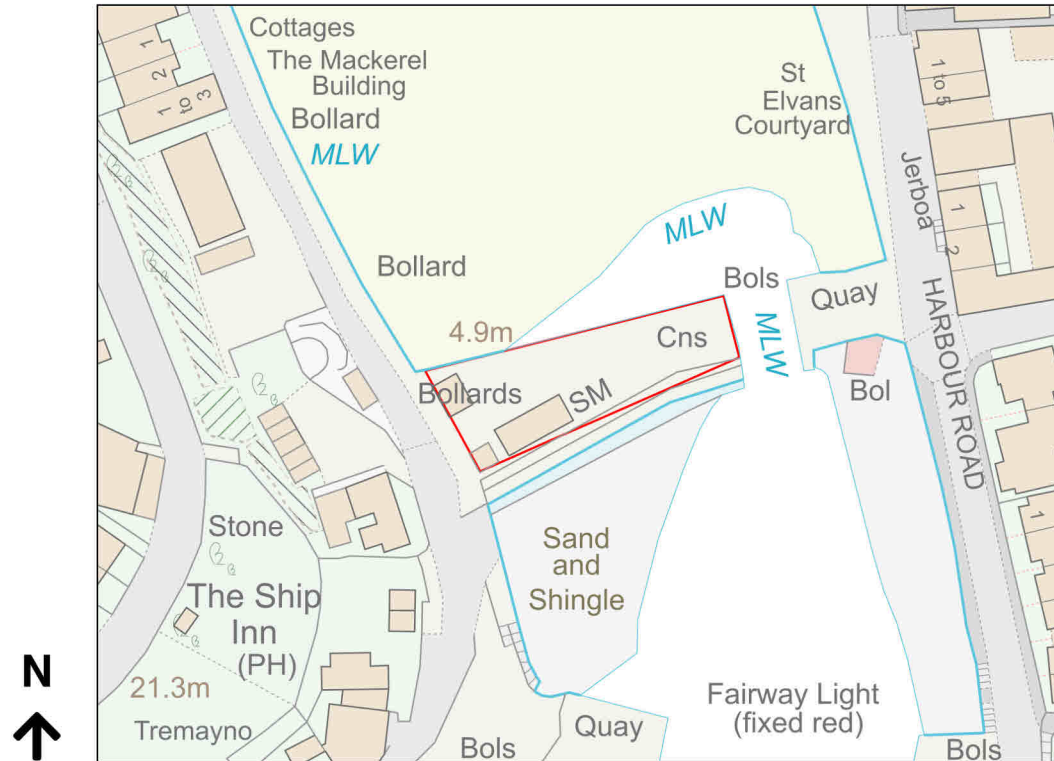 Cottages
The Mackerel
Building
Bollard
MLW
1
2
1 to 3
St
Elvans
Courtyard
1 to 5
Jerboa
1
2
MLW
Bollard
Bols
Quay
4.9m
Cns
MLW
HARBOUR ROAD
Bollards
SM
Bol
Stone
Sand
and
Shingle
1
The Ship
Inn
(PH)
21.3m
Tremayno
Fairway Light
(fixed red)
Quay
Bols
Bols
N